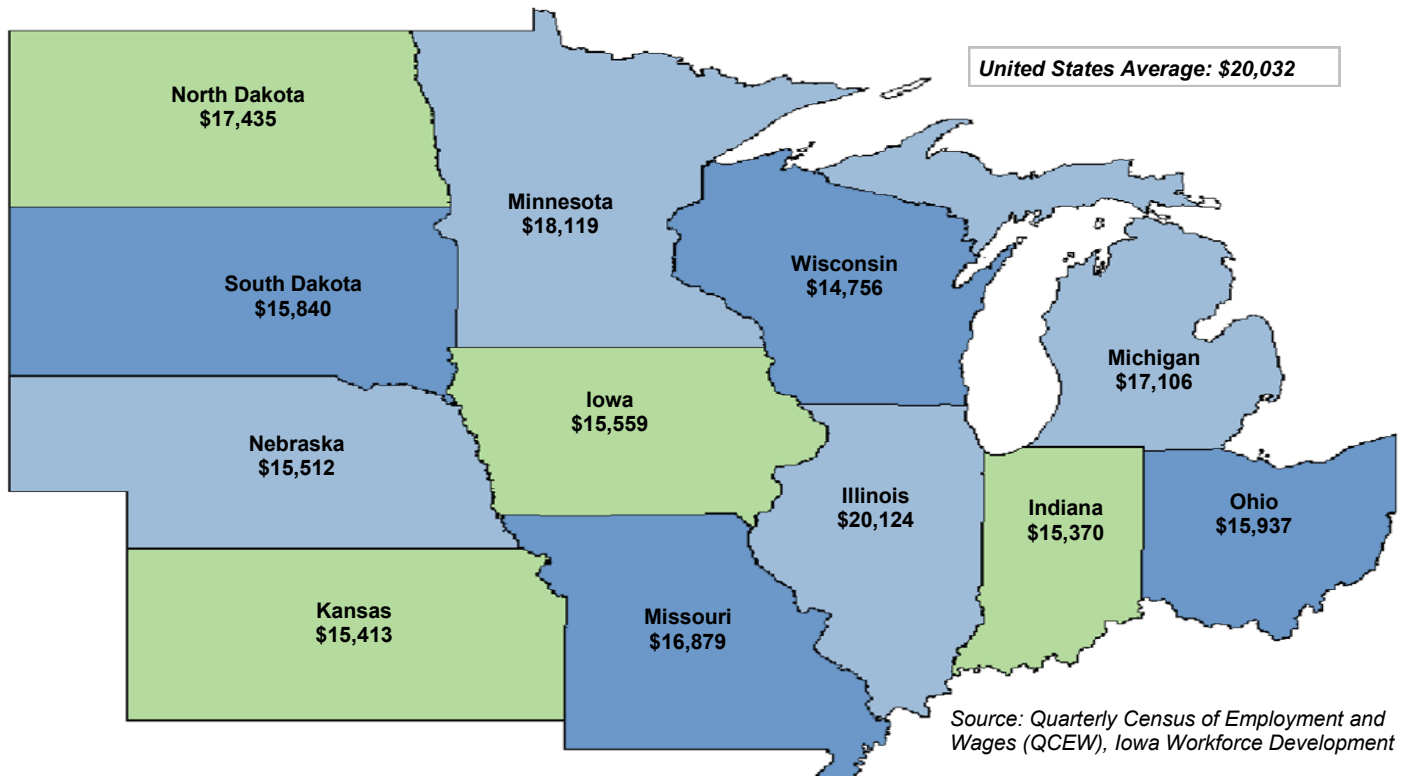 United States Average: $20,032
North Dakota
$17,435
Minnesota
$18,119
Wisconsin
$14,756
South Dakota
$15,840
Michigan
$17,106
Iowa
$15,559
Nebraska
$15,512
Illinois
$20,124
Indiana
$15,370
Ohio
$15,937
Kansas
$15,413
Missouri
$16,879
Source: Quarterly Census of Employment and
Wages (QCEW), Iowa Workforce Development